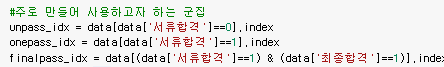 #주로 만들어 사용하고자 하는 군집
unpass_idx = data[data['서류합격']==0].index
onepass_idx = data[data['서류합격']==1].index
finalpass_idx = data[(data['서류합격']==1) & (data['최종합격']==1)].inde